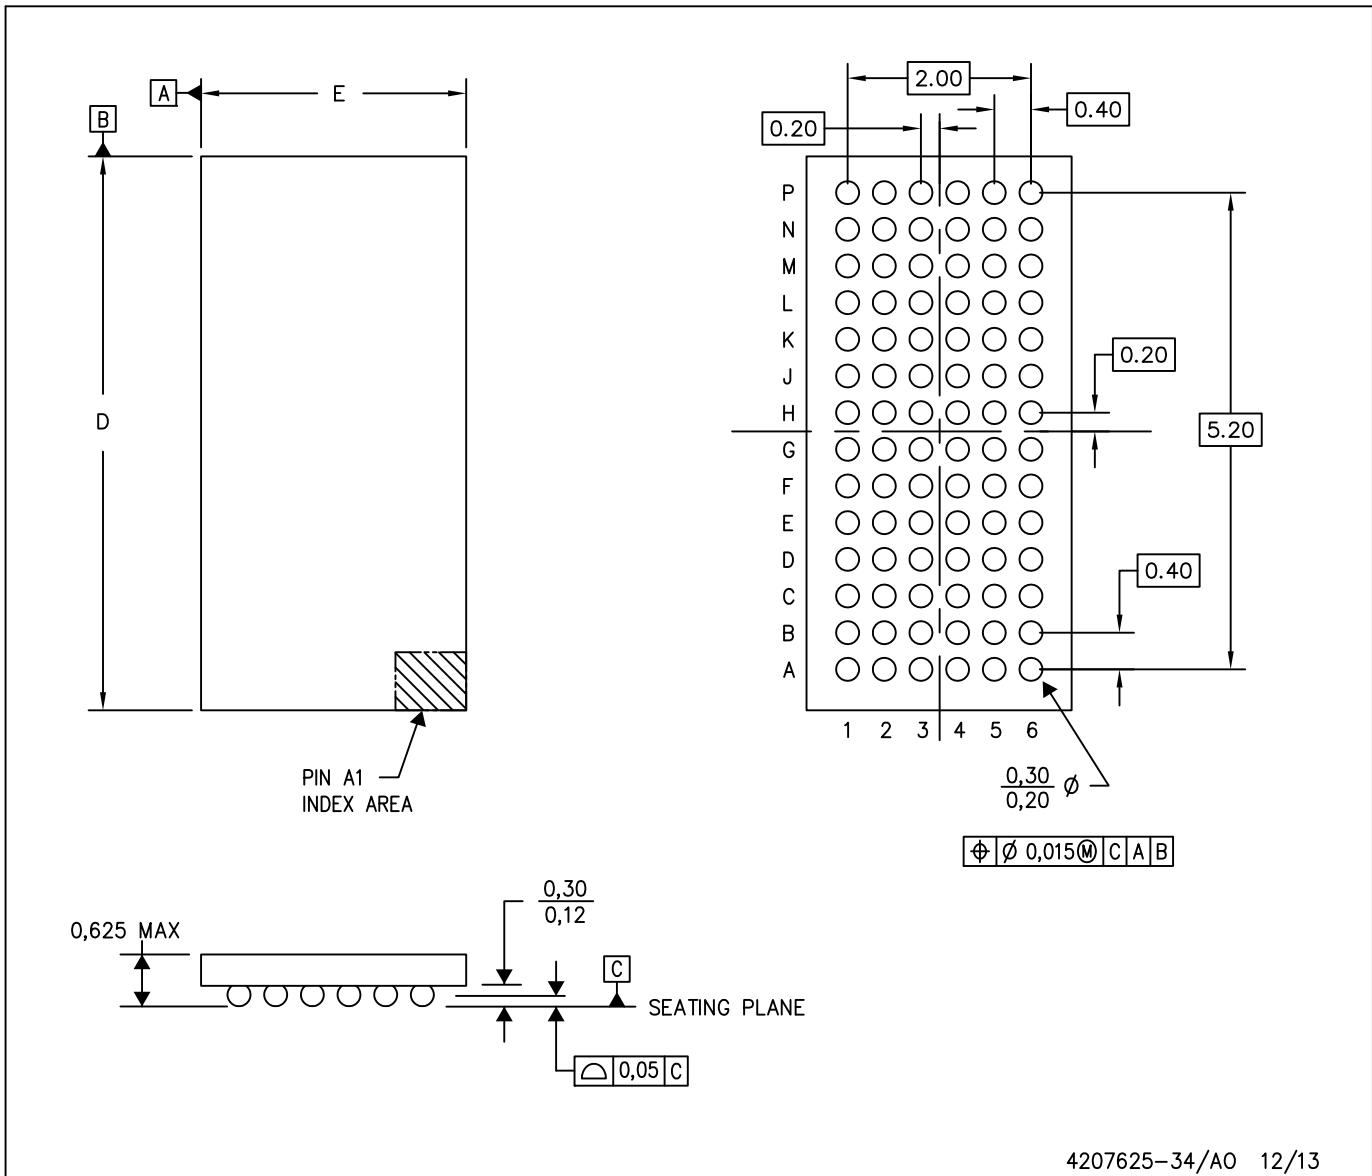 A
E
B
D
PIN A1
INDEX AREA
2.00
0.40
0.20
P
N
M
L
K
J
H
G
F
E
D
C
B
A
0.20
5.20
0.40
1 2 3 4 5 6
0,30
0,20 Ø
⌖ Ø 0,015Ⓜ C A B
0,625 MAX
0,30
0,12
C
SEATING PLANE
⌓ 0,05 C
4207625-34/AO 12/13